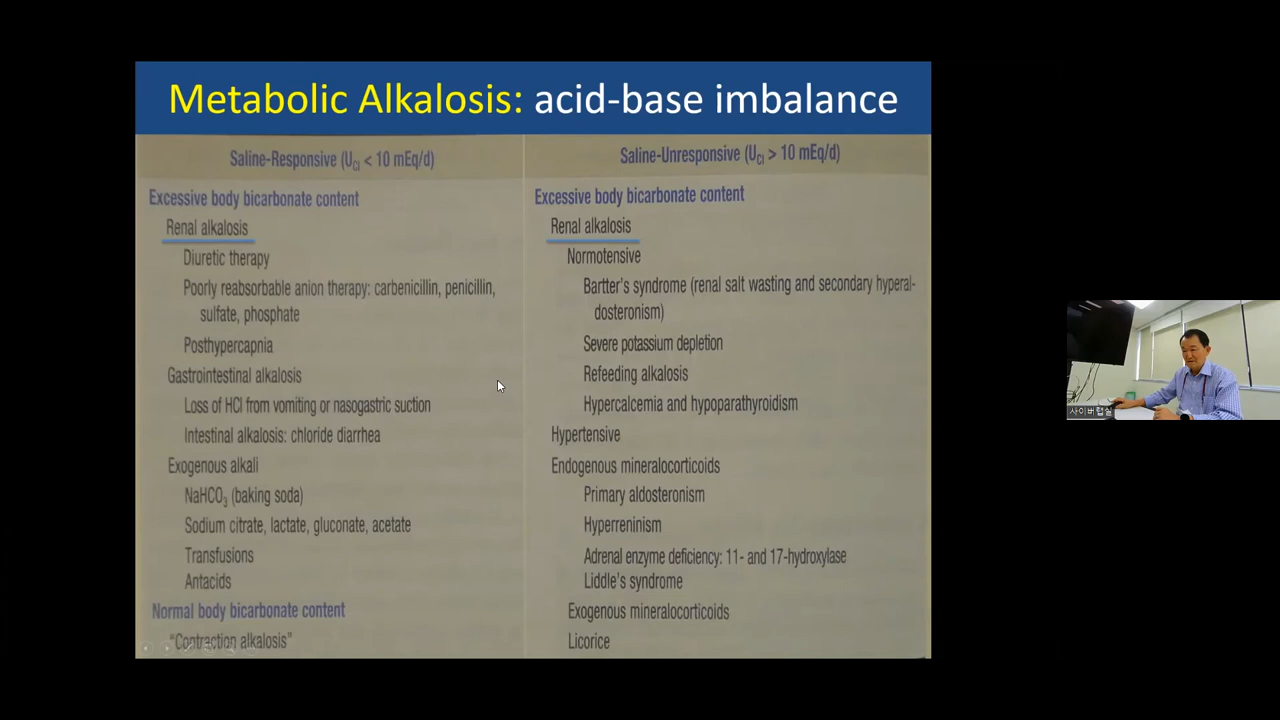 Metabolic Alkalosis: acid-base imbalance
Saline-Responsive (UCl < 10 mEq/d)
Excessive body bicarbonate content
Renal alkalosis
Diuretic therapy
Poorly reabsorbable anion therapy: carbenicillin, penicillin,
sulfate, phosphate
Posthypercapnia
Gastrointestinal alkalosis
Loss of HCl from vomiting or nasogastric suction
Intestinal alkalosis: chloride diarrhea
Exogenous alkali
NaHCO3 (baking soda)
Sodium citrate, lactate, gluconate, acetate
Transfusions
Antacids
Normal body bicarbonate content
"Contraction alkalosis"
Saline-Unresponsive (UCl > 10 mEq/d)
Excessive body bicarbonate content
Renal alkalosis
Normotensive
Bartter's syndrome (renal salt wasting and secondary hyperal-
dosteronism)
Severe potassium depletion
Refeeding alkalosis
Hypercalcemia and hypoparathyroidism
Hypertensive
Endogenous mineralocorticoids
Primary aldosteronism
Hyperreninism
Adrenal enzyme deficiency: 11- and 17-hydroxylase
Liddle's syndrome
Exogenous mineralocorticoids
Licorice
사이버랩실